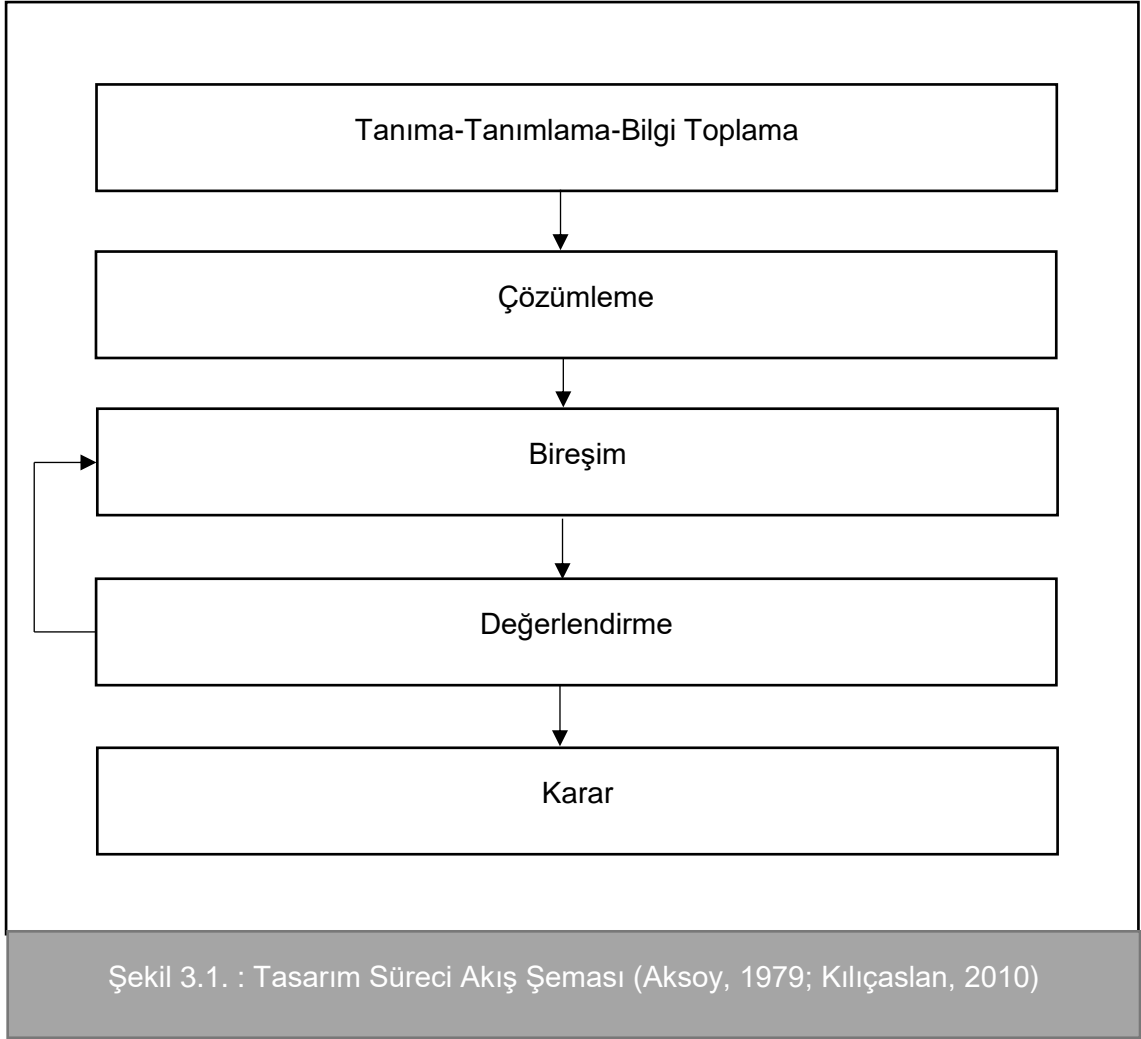 Tanıma-Tanımlama-Bilgi Toplama
Çözümleme
Bireşim
Değerlendirme
Karar
Şekil 3.1. : Tasarım Süreci Akış Şeması (Aksoy, 1979; Kılıçaslan, 2010)